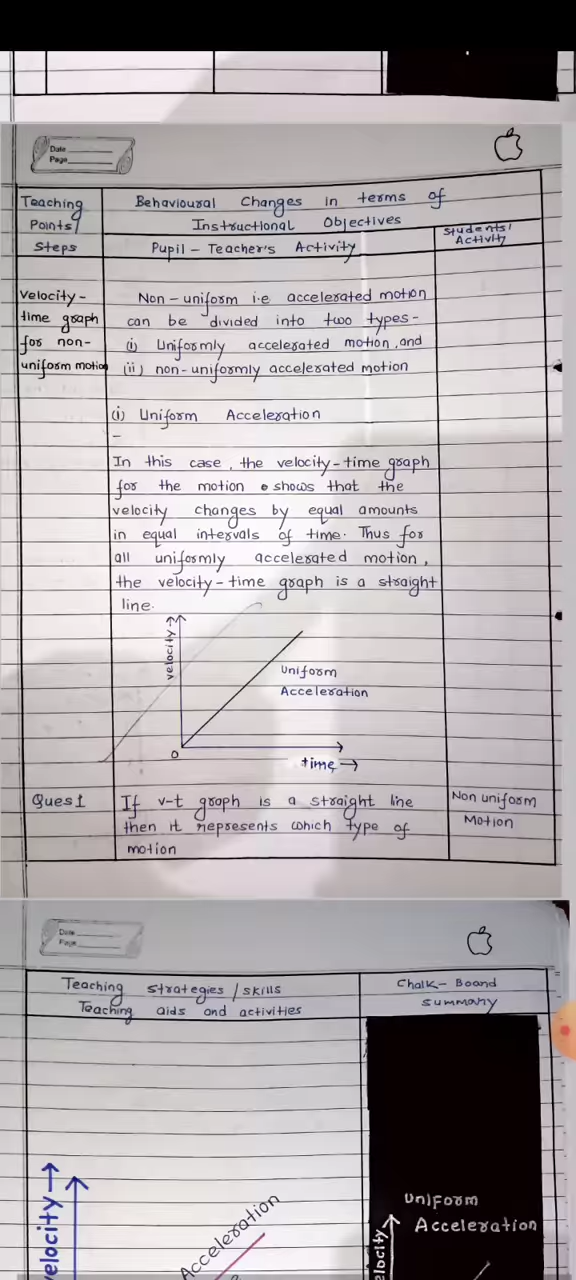 Date
Page
Teaching Points/ Steps
Behavioural Changes in terms of
Instructional Objectives
Pupil - Teacher's Activity
Students' Activity
Velocity-
time graph
for non-
uniform motion
Non-uniform i.e accelerated motion
can be divided into two types-
(i) Uniformly accelerated motion, and
(ii) non-uniformly accelerated motion
(i) Uniform Acceleration
-
In this case, the velocity-time graph
for the motion shows that the
velocity changes by equal amounts
in equal intervals of time. Thus for
all uniformly accelerated motion,
the velocity-time graph is a straight
line.
velocity →
Uniform
Acceleration
0
time →
Ques 1
If v-t graph is a straight line
then it represents which type of
motion
Non uniform
Motion
Date
Page
Teaching strategies / skills
Teaching aids and activities
Chalk- Board
summary
velocity →
Acceleration
Uniform
Acceleration